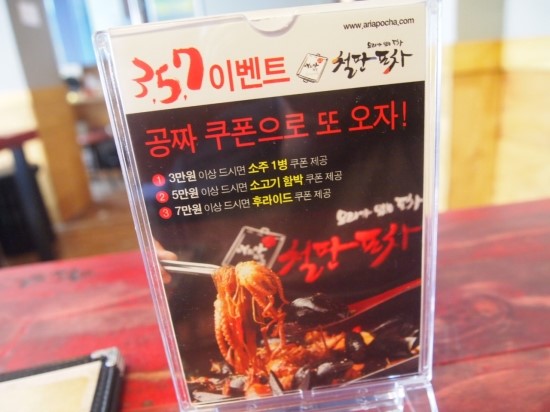 www.ariapocha.com
3.5.7 이벤트
철판포차
공짜 쿠폰으로 또 오자!
1 3만원 이상 드시면 소주 1병 쿠폰 제공
2 5만원 이상 드시면 소고기 함박 쿠폰 제공
3 7만원 이상 드시면 후라이드 쿠폰 제공
철판포차